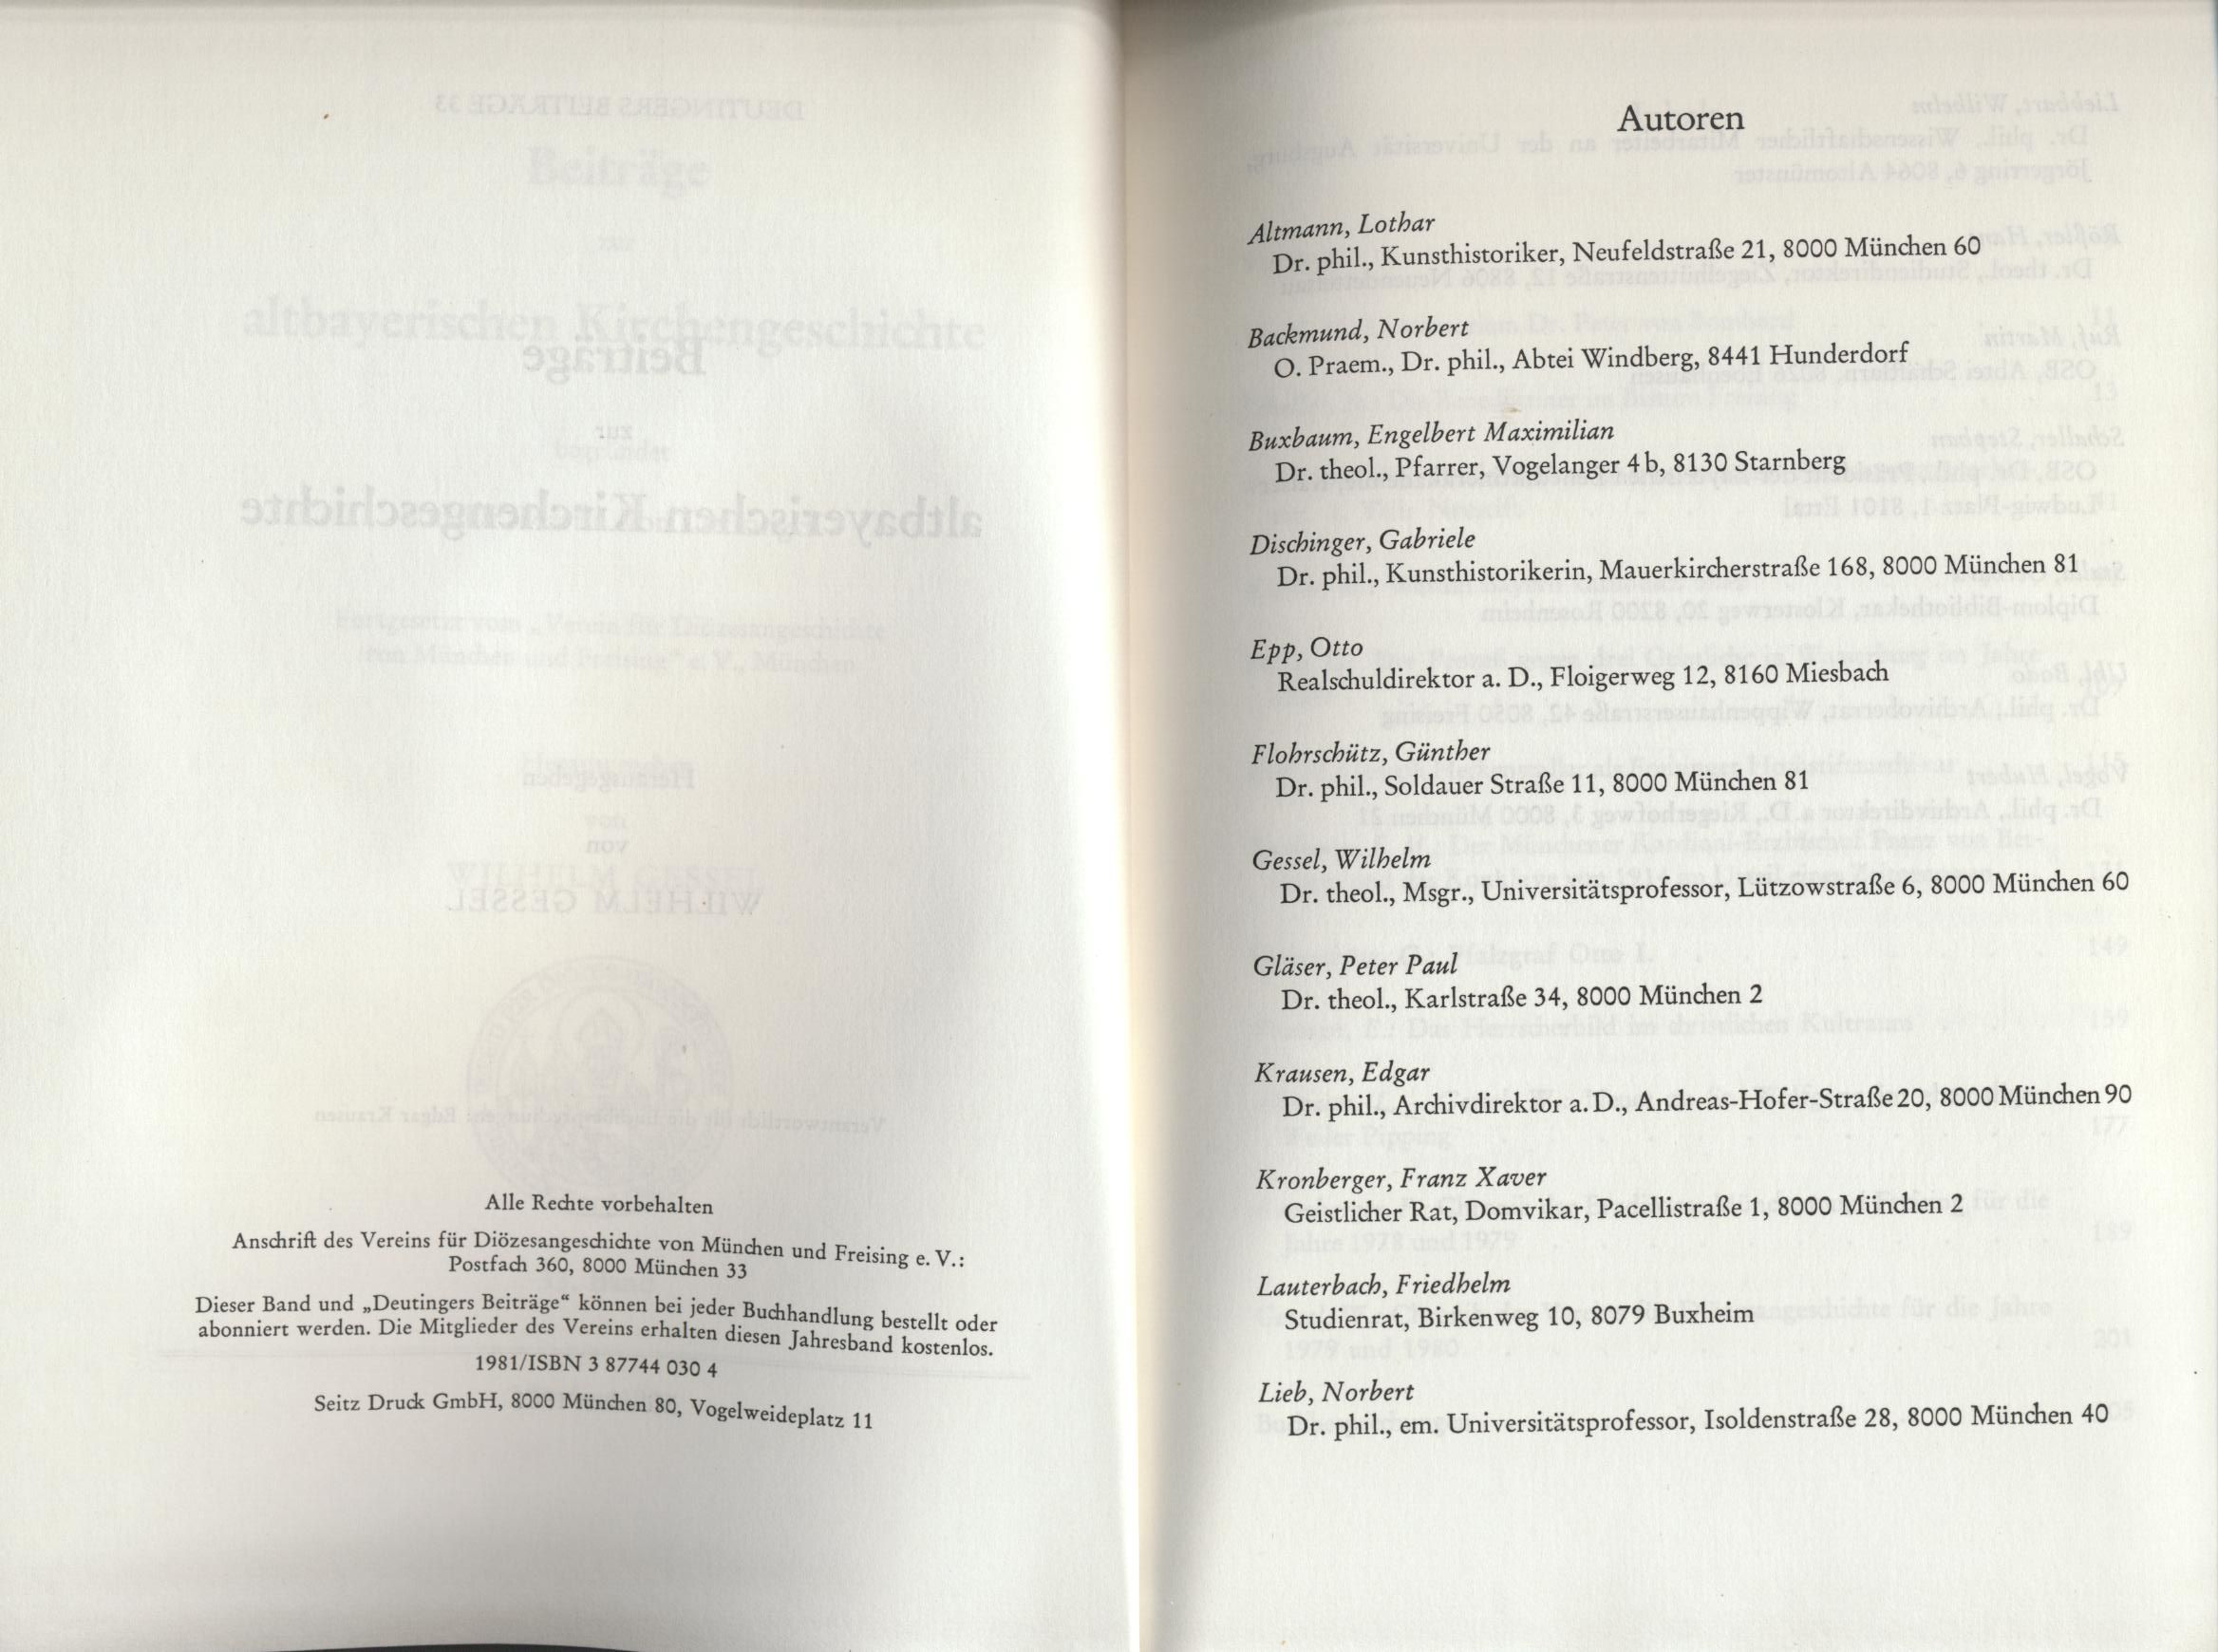 Alle Rechte vorbehalten
Anschrift des Vereins für Diözesangeschichte von München und Freising e. V.:
Postfach 360, 8000 München 33
Dieser Band und „Deutingers Beiträge“ können bei jeder Buchhandlung bestellt oder
abonniert werden. Die Mitglieder des Vereins erhalten diesen Jahresband kostenlos.
1981/ISBN 3 87744 030 4
Seitz Druck GmbH, 8000 München 80, Vogelweideplatz 11
Autoren
Altmann, Lothar
Dr. phil., Kunsthistoriker, Neufeldstraße 21, 8000 München 60
Backmund, Norbert
O. Praem., Dr. phil., Abtei Windberg, 8441 Hunderdorf
Buxbaum, Engelbert Maximilian
Dr. theol., Pfarrer, Vogelanger 4 b, 8130 Starnberg
Dischinger, Gabriele
Dr. phil., Kunsthistorikerin, Mauerkircherstraße 168, 8000 München 81
Epp, Otto
Realschuldirektor a. D., Floigerweg 12, 8160 Miesbach
Flohrschütz, Günther
Dr. phil., Soldauer Straße 11, 8000 München 81
Gessel, Wilhelm
Dr. theol., Msgr., Universitätsprofessor, Lützowstraße 6, 8000 München 60
Gläser, Peter Paul
Dr. theol., Karlstraße 34, 8000 München 2
Krausen, Edgar
Dr. phil., Archivdirektor a. D., Andreas-Hofer-Straße 20, 8000 München 90
Kronberger, Franz Xaver
Geistlicher Rat, Domvikar, Pacellistraße 1, 8000 München 2
Lauterbach, Friedhelm
Studienrat, Birkenweg 10, 8079 Buxheim
Lieb, Norbert
Dr. phil., em. Universitätsprofessor, Isoldenstraße 28, 8000 München 40